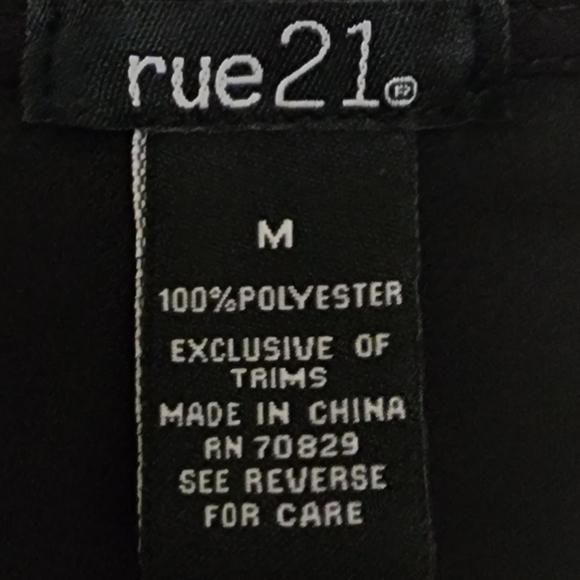 rue21®
M
100%POLYESTER
EXCLUSIVE OF
TRIMS
MADE IN CHINA
RN 70829
SEE REVERSE
FOR CARE